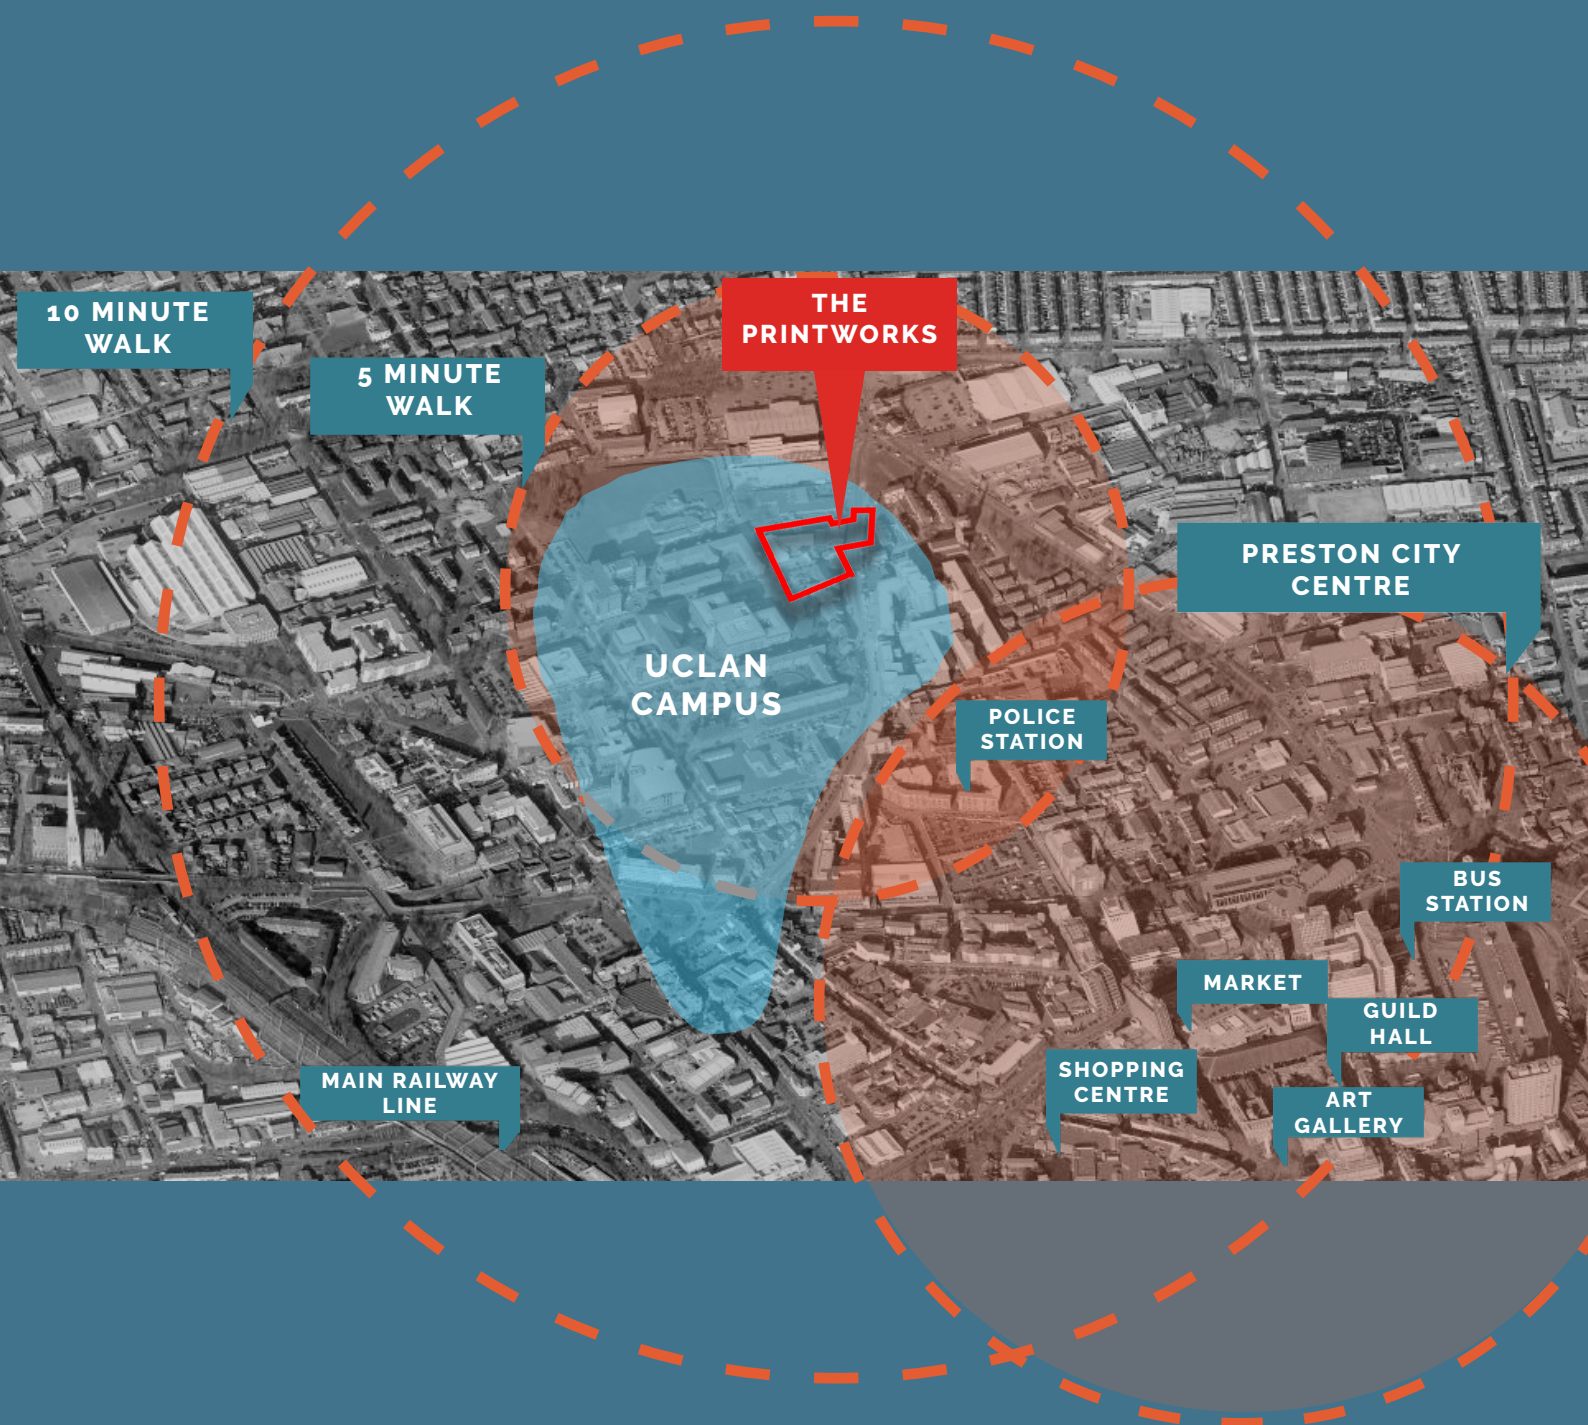 10 MINUTE
WALK
5 MINUTE
WALK
THE
PRINTWORKS
PRESTON CITY
CENTRE
UCLAN
CAMPUS
POLICE
STATION
BUS
STATION
MARKET
GUILD
HALL
SHOPPING
CENTRE
ART
GALLERY
MAIN RAILWAY
LINE